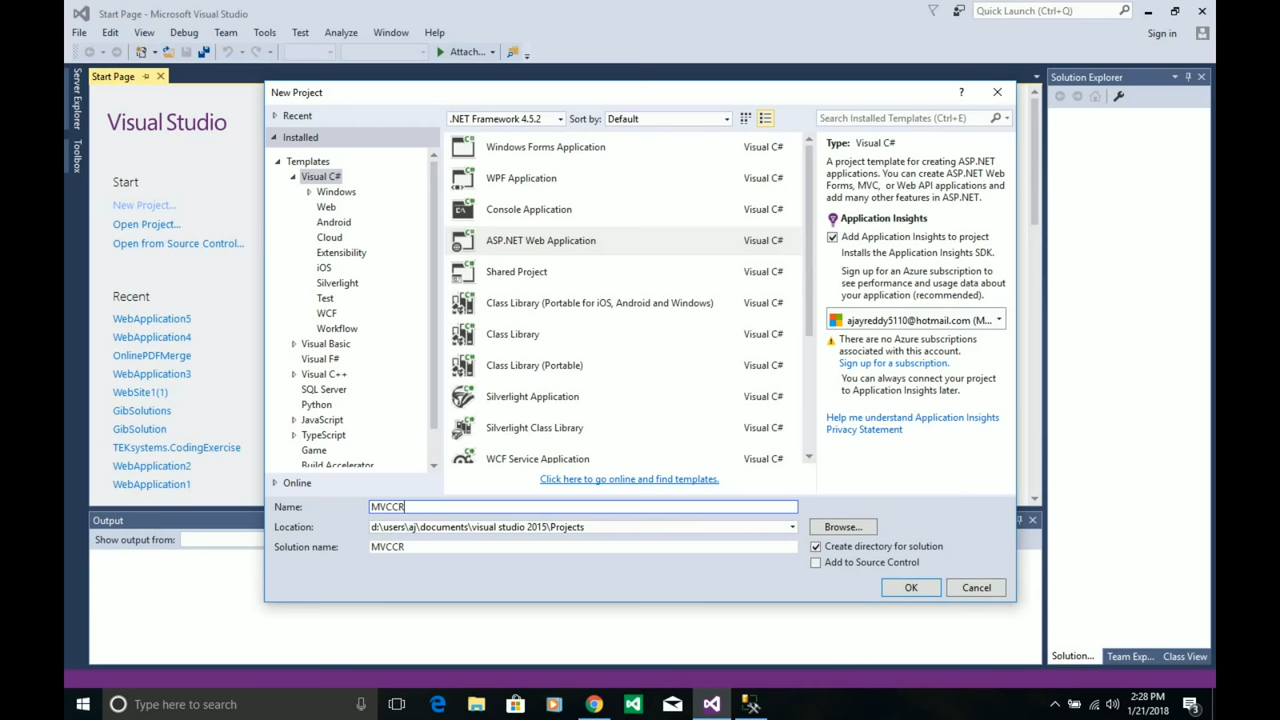 Start Page - Microsoft Visual Studio
Quick Launch (Ctrl+Q)
File Edit View Debug Team Tools Test Analyze Window Help
Sign in
Attach...
Server Explorer
Toolbox
Start Page
Visual Studio
Start
New Project...
Open Project...
Open from Source Control...
Recent
WebApplication5
WebApplication4
OnlinePDFMerge
WebApplication3
WebSite1(1)
GibSolutions
GibSolution
TEKsystems.CodingExercise
WebApplication2
WebApplication1
Output
Show output from:
New Project
?
Recent
Installed
Templates
Visual C#
Windows
Web
Android
Cloud
Extensibility
iOS
Silverlight
Test
WCF
Workflow
Visual Basic
Visual F#
Visual C++
SQL Server
Python
JavaScript
TypeScript
Game
Build Accelerator
Online
.NET Framework 4.5.2 Sort by: Default
Windows Forms Application Visual C#
WPF Application Visual C#
Console Application Visual C#
ASP.NET Web Application Visual C#
Shared Project Visual C#
Class Library (Portable for iOS, Android and Windows) Visual C#
Class Library Visual C#
Class Library (Portable) Visual C#
Silverlight Application Visual C#
Silverlight Class Library Visual C#
WCF Service Application Visual C#
Click here to go online and find templates.
Search Installed Templates (Ctrl+E)
Type: Visual C#
A project template for creating ASP.NET
applications. You can create ASP.NET Web
Forms, MVC, or Web API applications and
add many other features in ASP.NET.
Application Insights
Add Application Insights to project
Installs the Application Insights SDK.
Sign up for an Azure subscription to
see performance and usage data about
your application (recommended).
ajayreddy5110@hotmail.com (M...
There are no Azure subscriptions
associated with this account.
Sign up for a subscription.
You can always connect your project
to Application Insights later.
Help me understand Application Insights
Privacy Statement
Name: MVCCR
Location: d:\users\aj\documents\visual studio 2015\Projects
Browse...
Solution name: MVCCR
Create directory for solution
Add to Source Control
OK Cancel
Solution Explorer
Solution... Team Exp... Class View
Type here to search
2:28 PM
1/21/2018
3